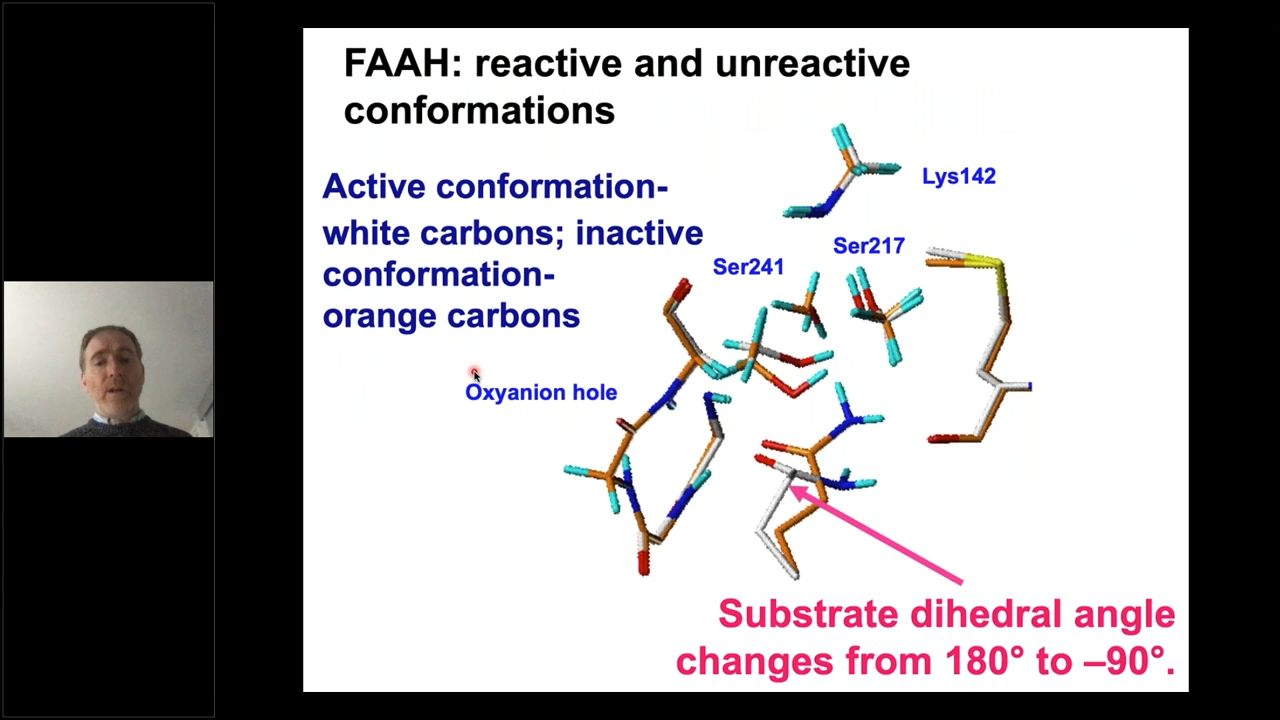 FAAH: reactive and unreactive
conformations
Active conformation-
white carbons; inactive
conformation-
orange carbons
Lys142
Ser217
Ser241
Oxyanion hole
Substrate dihedral angle
changes from 180° to –90°.